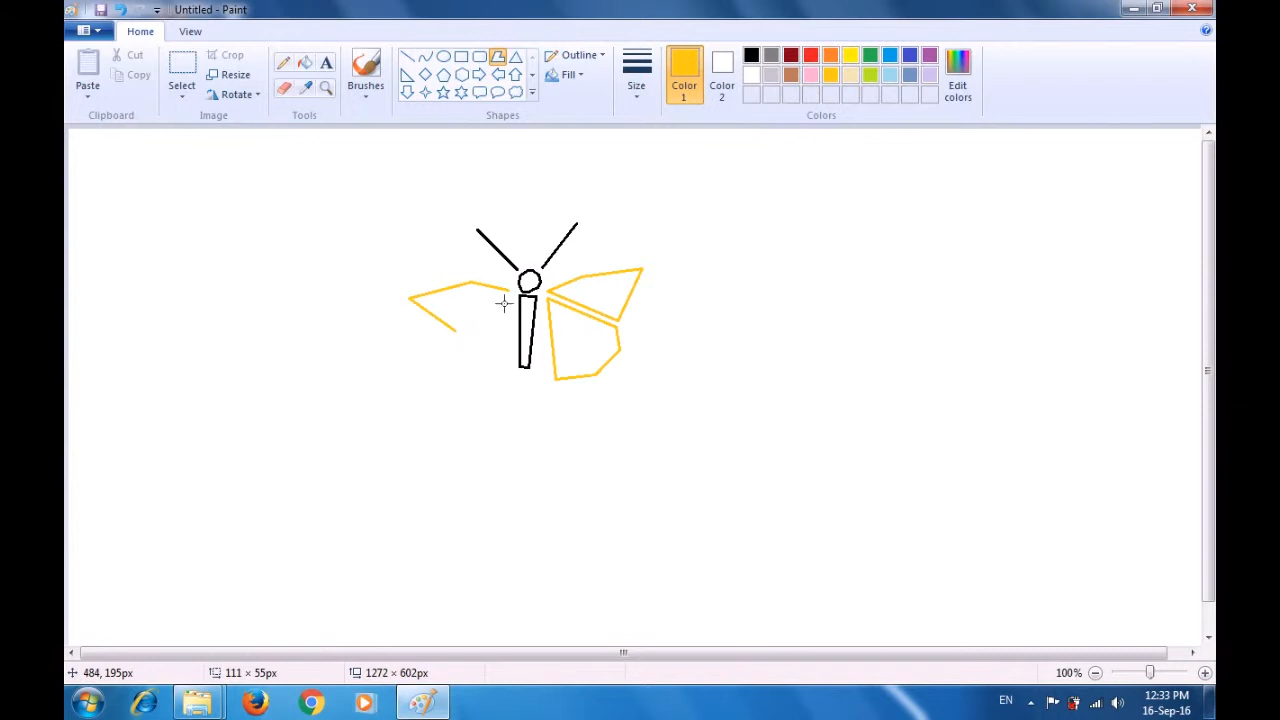 Untitled - Paint
Home
View
Paste
Cut
Copy
Clipboard
Select
Crop
Resize
Rotate
Image
A
Tools
Brushes
Outline
Fill
Shapes
Size
Color 1
Color 2
Edit colors
Colors
484, 195px
111 × 55px
1272 × 602px
100%
EN
12:33 PM
16-Sep-16